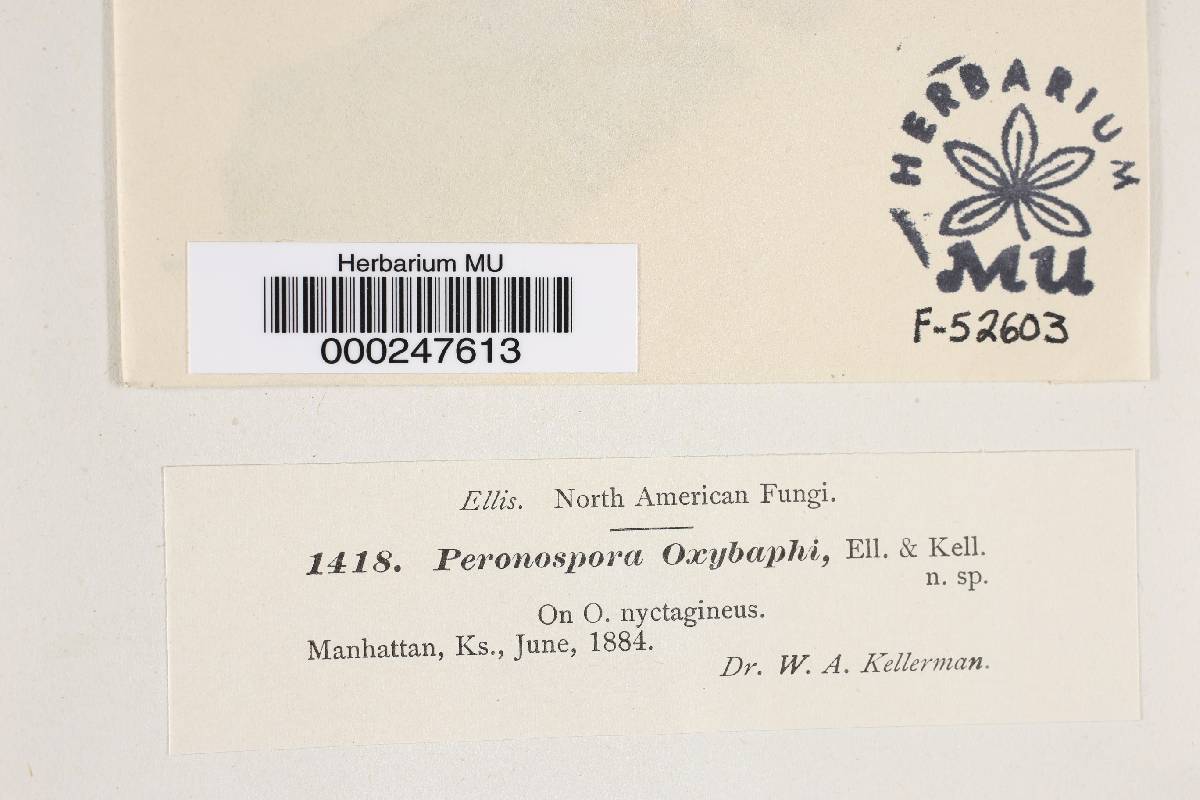 HERBARIUM
MU
F-52603
Herbarium MU
000247613
Ellis. North American Fungi.
1418. Peronospora Oxybaphi, Ell. & Kell.
n. sp.
On O. nyctagineus.
Manhattan, Ks., June, 1884.
Dr. W. A. Kellerman.